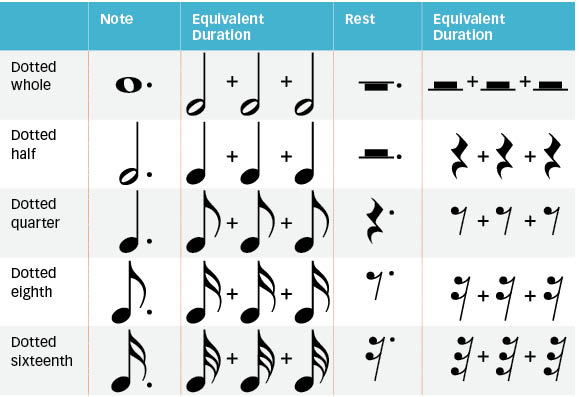 Note
Equivalent
Duration
Rest
Equivalent
Duration
Dotted
whole
+ +
+ +
Dotted
half
+ +
+ +
Dotted
quarter
+ +
+ +
Dotted
eighth
+ +
+ +
Dotted
sixteenth
+ +
+ +